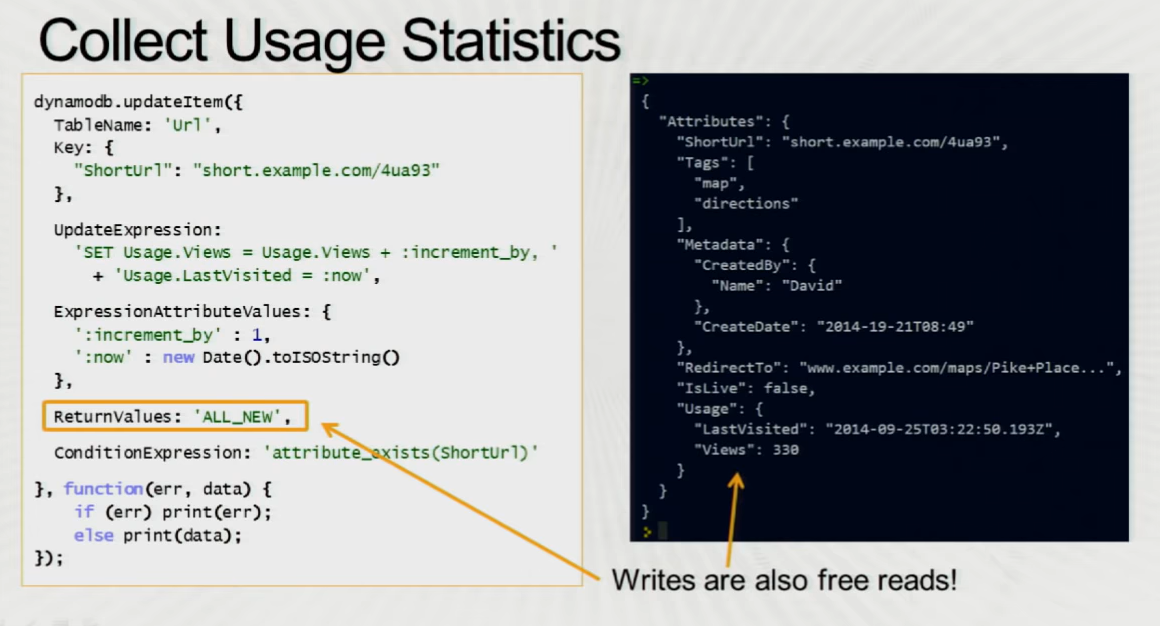 Collect Usage Statistics
dynamodb.updateItem({
TableName: 'Url',
Key: {
"ShortUrl": "short.example.com/4ua93"
},
UpdateExpression:
'SET Usage.Views = Usage.Views + :increment_by, '
+ 'Usage.LastVisited = :now',
ExpressionAttributeValues: {
':increment_by' : 1,
':now' : new Date().toISOString()
},
ReturnValues: 'ALL_NEW',
ConditionExpression: 'attribute_exists(ShortUrl)'
}, function(err, data) {
if (err) print(err);
else print(data);
});
=>
{
"Attributes": {
"ShortUrl": "short.example.com/4ua93",
"Tags": [
"map",
"directions"
],
"Metadata": {
"CreatedBy": {
"Name": "David"
},
"CreateDate": "2014-19-21T08:49"
},
"RedirectTo": "www.example.com/maps/Pike+Place...",
"IsLive": false,
"Usage": {
"LastVisited": "2014-09-25T03:22:50.193Z",
"Views": 330
}
}
}
>
Writes are also free reads!